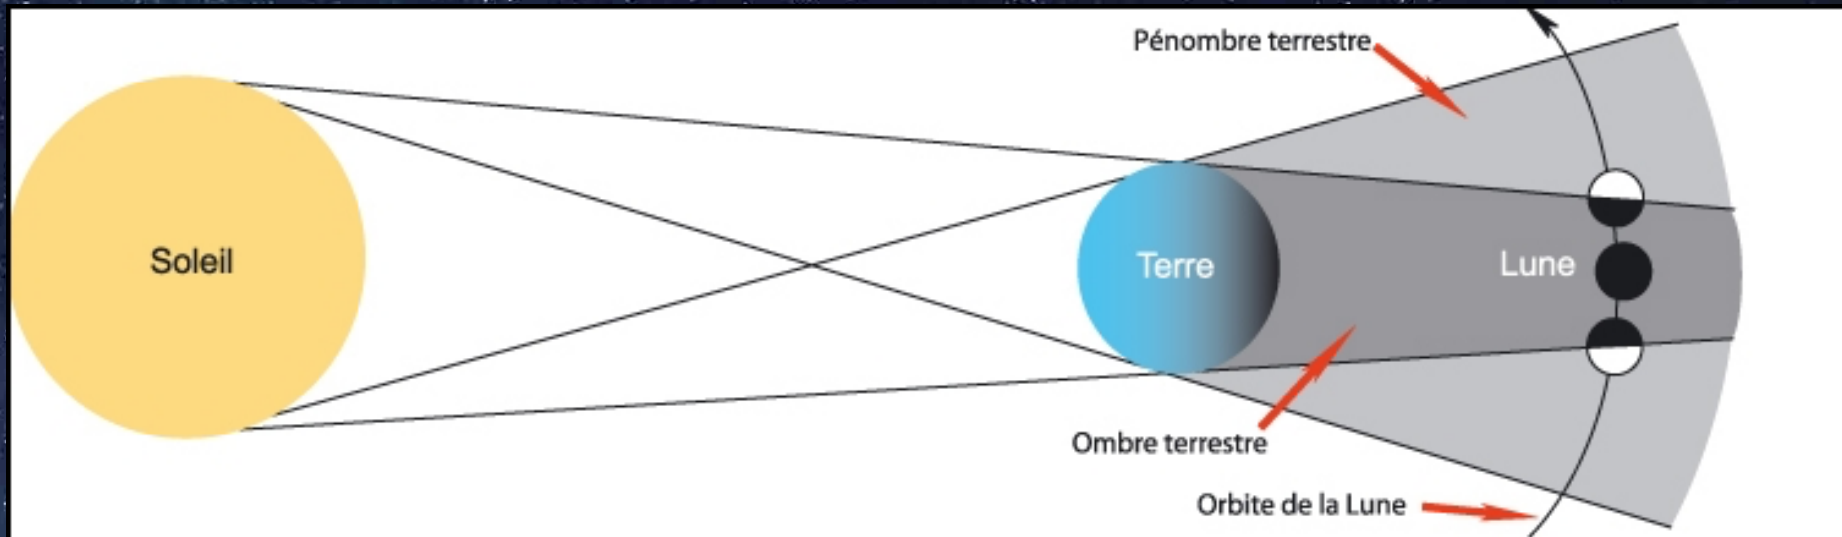 Pénombre terrestre
Soleil
Terre
Lune
Ombre terrestre
Orbite de la Lune